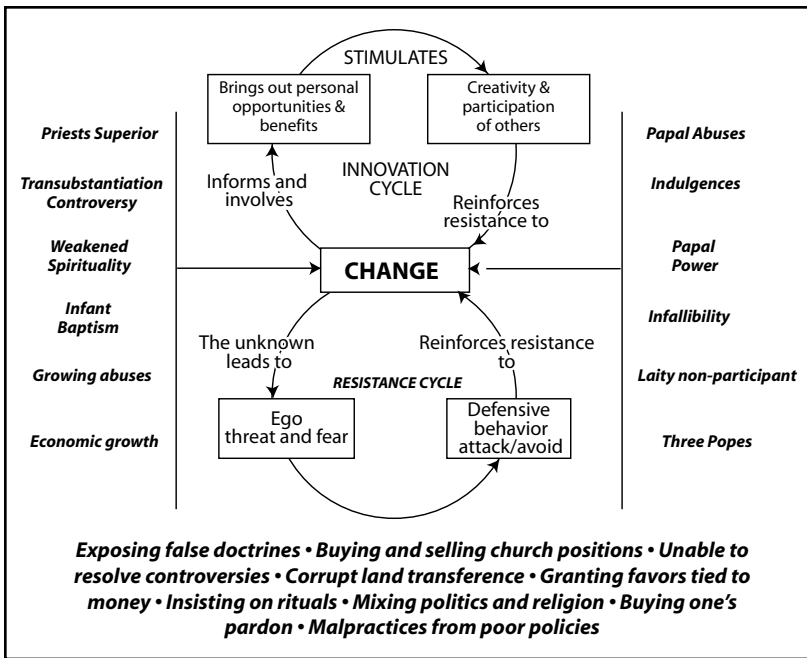 STIMULATES
Brings out personal
opportunities &
benefits
Creativity &
participation
of others
INNOVATION
CYCLE
Informs and
involves
Reinforces
resistance to
CHANGE
The unknown
leads to
Reinforces resistance
to
RESISTANCE CYCLE
Ego
threat and fear
Defensive
behavior
attack/avoid
Priests Superior
Transubstantiation
Controversy
Weakened
Spirituality
Infant
Baptism
Growing abuses
Economic growth
Papal Abuses
Indulgences
Papal
Power
Infallibility
Laity non-participant
Three Popes
Exposing false doctrines • Buying and selling church positions • Unable to
resolve controversies • Corrupt land transference • Granting favors tied to
money • Insisting on rituals • Mixing politics and religion • Buying one's
pardon • Malpractices from poor policies